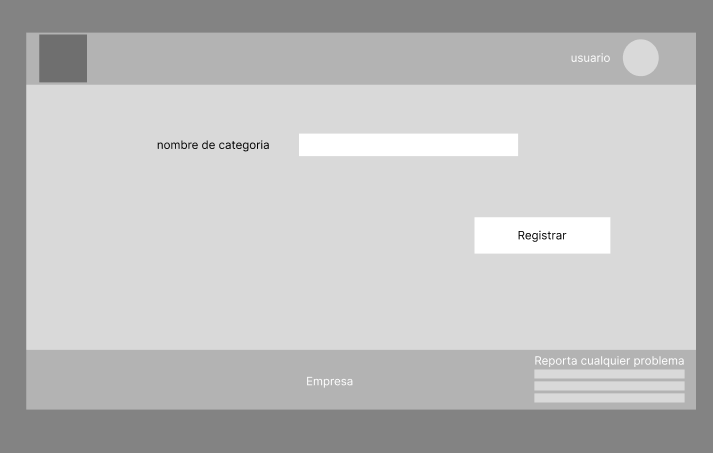 usuario
nombre de categoria
Registrar
Reporta cualquier problema
Empresa